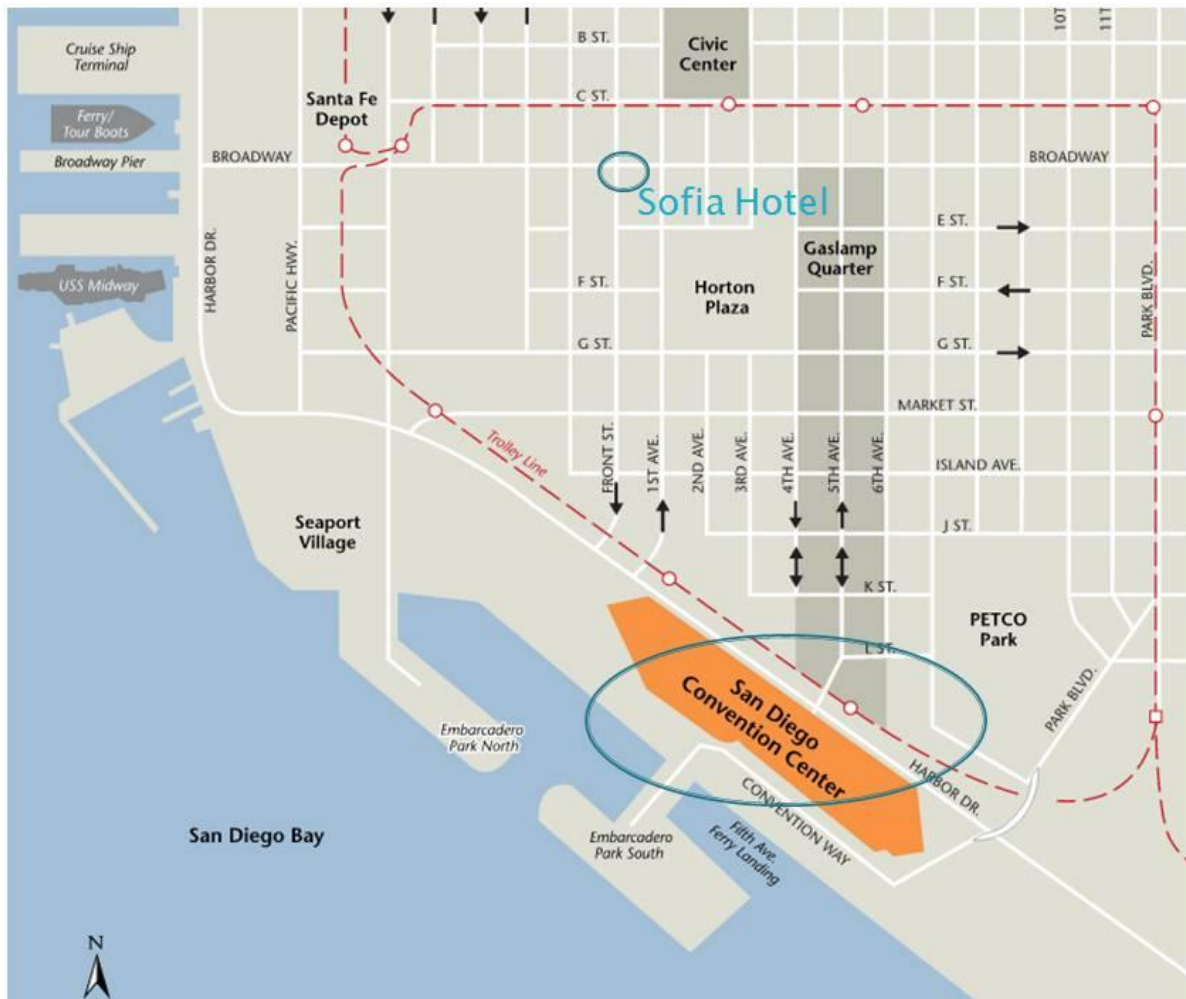 B ST.
10T
11T
Cruise Ship
Terminal
Civic
Center
Santa Fe
Depot
C ST.
Ferry/
Tour Boats
Broadway Pier
BROADWAY
BROADWAY
Sofia Hotel
E ST.
HARBOR DR.
PACIFIC HWY.
USS Midway
F ST.
Horton
Plaza
Gaslamp
Quarter
F ST.
PARK BLVD.
G ST.
G ST.
MARKET ST.
Trolley Line
FRONT ST.
1ST AVE.
2ND AVE.
3RD AVE.
4TH AVE.
5TH AVE.
6TH AVE.
ISLAND AVE.
Seaport
Village
J ST.
K ST.
PETCO
Park
L ST.
PARK BLVD.
San Diego
Convention Center
Embarcadero
Park North
HARBOR DR.
CONVENTION WAY
San Diego Bay
Embarcadero
Park South
Fifth Ave.
Ferry Landing
N